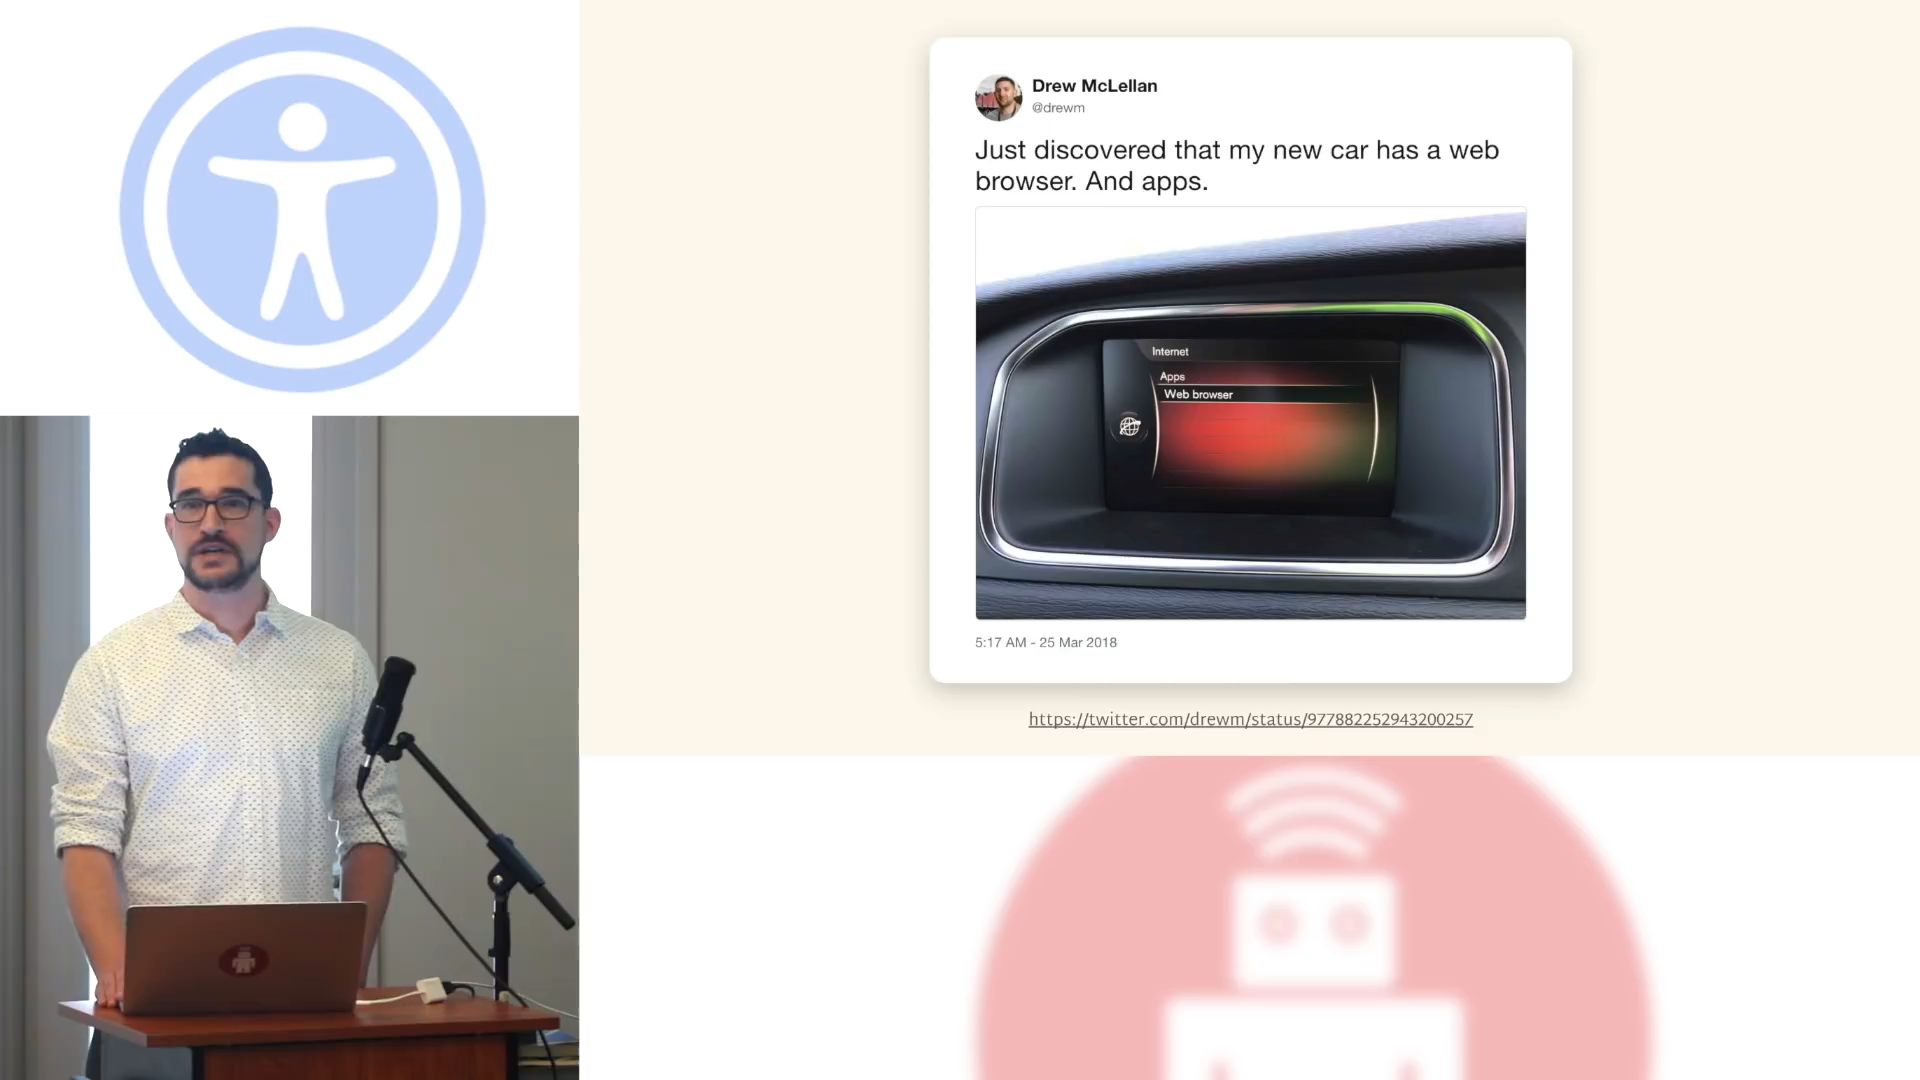 Drew McLellan
@drewm
Just discovered that my new car has a web
browser. And apps.
Internet
Apps
Web browser
5:17 AM - 25 Mar 2018
https://twitter.com/drewm/status/977882252943200257